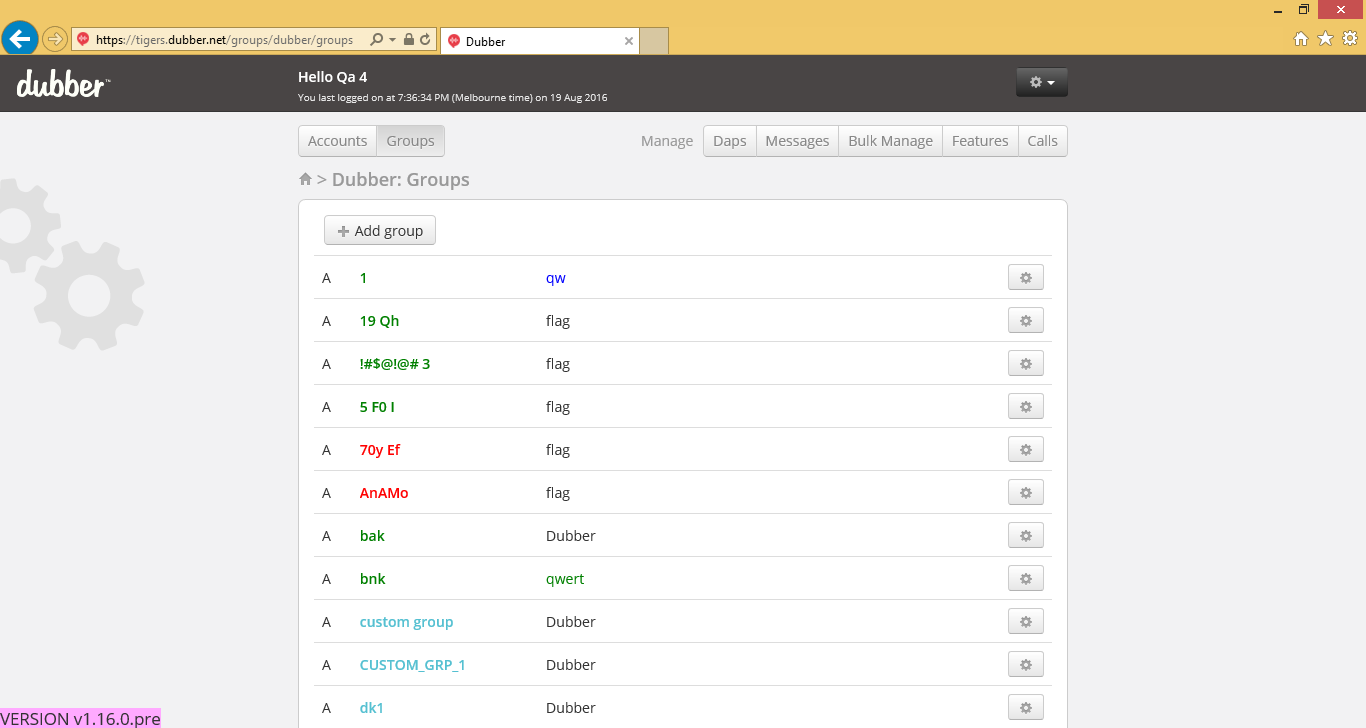 https://tigers.dubber.net/groups/dubber/groups
Dubber
dubber™
Hello Qa 4
You last logged on at 7:36:34 PM (Melbourne time) on 19 Aug 2016
Accounts Groups Manage Daps Messages Bulk Manage Features Calls
> Dubber: Groups
Add group
A 1 qw
A 19 Qh flag
A !#$@!@# 3 flag
A 5 F0 I flag
A 70y Ef flag
A AnAMo flag
A bak Dubber
A bnk qwert
A custom group Dubber
A CUSTOM_GRP_1 Dubber
A dk1 Dubber
VERSION v1.16.0.pre